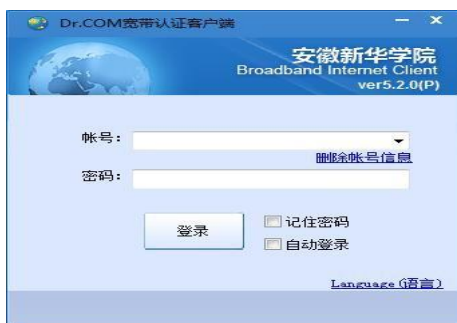 Dr.COM宽带认证客户端
安徽新华学院
Broadband Internet Client
ver5.2.0(P)
帐号:
删除帐号信息
密码:
登录
记住密码
自动登录
Language(语言)